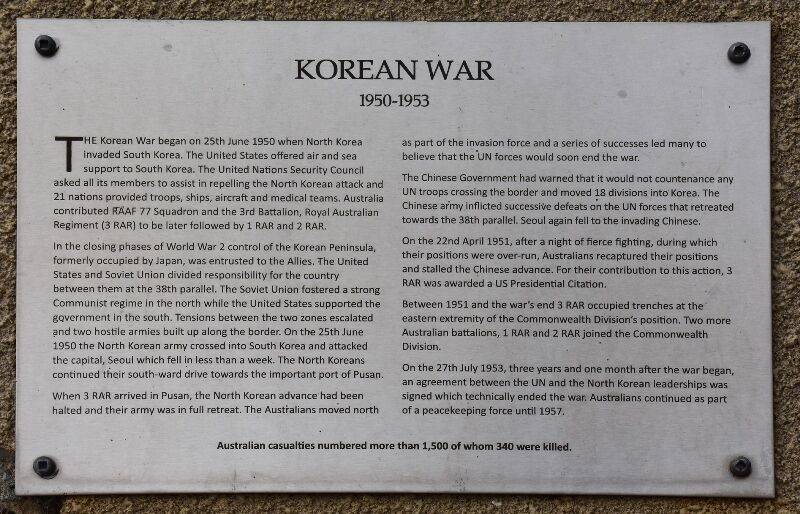 KOREAN WAR
1950-1953
THE Korean War began on 25th June 1950 when North Korea
invaded South Korea. The United States offered air and sea
support to South Korea. The United Nations Security Council
asked all its members to assist in repelling the North Korean attack and
21 nations provided troops, ships, aircraft and medical teams. Australia
contributed RAAF 77 Squadron and the 3rd Battalion, Royal Australian
Regiment (3 RAR) to be later followed by 1 RAR and 2 RAR.
In the closing phases of World War 2 control of the Korean Peninsula,
formerly occupied by Japan, was entrusted to the Allies. The United
States and Soviet Union divided responsibility for the country
between them at the 38th parallel. The Soviet Union fostered a strong
Communist regime in the north while the United States supported the
government in the south. Tensions between the two zones escalated
and two hostile armies built up along the border. On the 25th June
1950 the North Korean army crossed into South Korea and attacked
the capital, Seoul which fell in less than a week. The North Koreans
continued their south-ward drive towards the important port of Pusan.
When 3 RAR arrived in Pusan, the North Korean advance had been
halted and their army was in full retreat. The Australians moved north
as part of the invasion force and a series of successes led many to
believe that the UN forces would soon end the war.
The Chinese Government had warned that it would not countenance any
UN troops crossing the border and moved 18 divisions into Korea. The
Chinese army inflicted successive defeats on the UN forces that retreated
towards the 38th parallel. Seoul again fell to the invading Chinese.
On the 22nd April 1951, after a night of fierce fighting, during which
their positions were over-run, Australians recaptured their positions
and stalled the Chinese advance. For their contribution to this action, 3
RAR was awarded a US Presidential Citation.
Between 1951 and the war's end 3 RAR occupied trenches at the
eastern extremity of the Commonwealth Division's position. Two more
Australian battalions, 1 RAR and 2 RAR joined the Commonwealth
Division.
On the 27th July 1953, three years and one month after the war began,
an agreement between the UN and the North Korean leaderships was
signed which technically ended the war. Australians continued as part
of a peacekeeping force until 1957.
Australian casualties numbered more than 1,500 of whom 340 were killed.